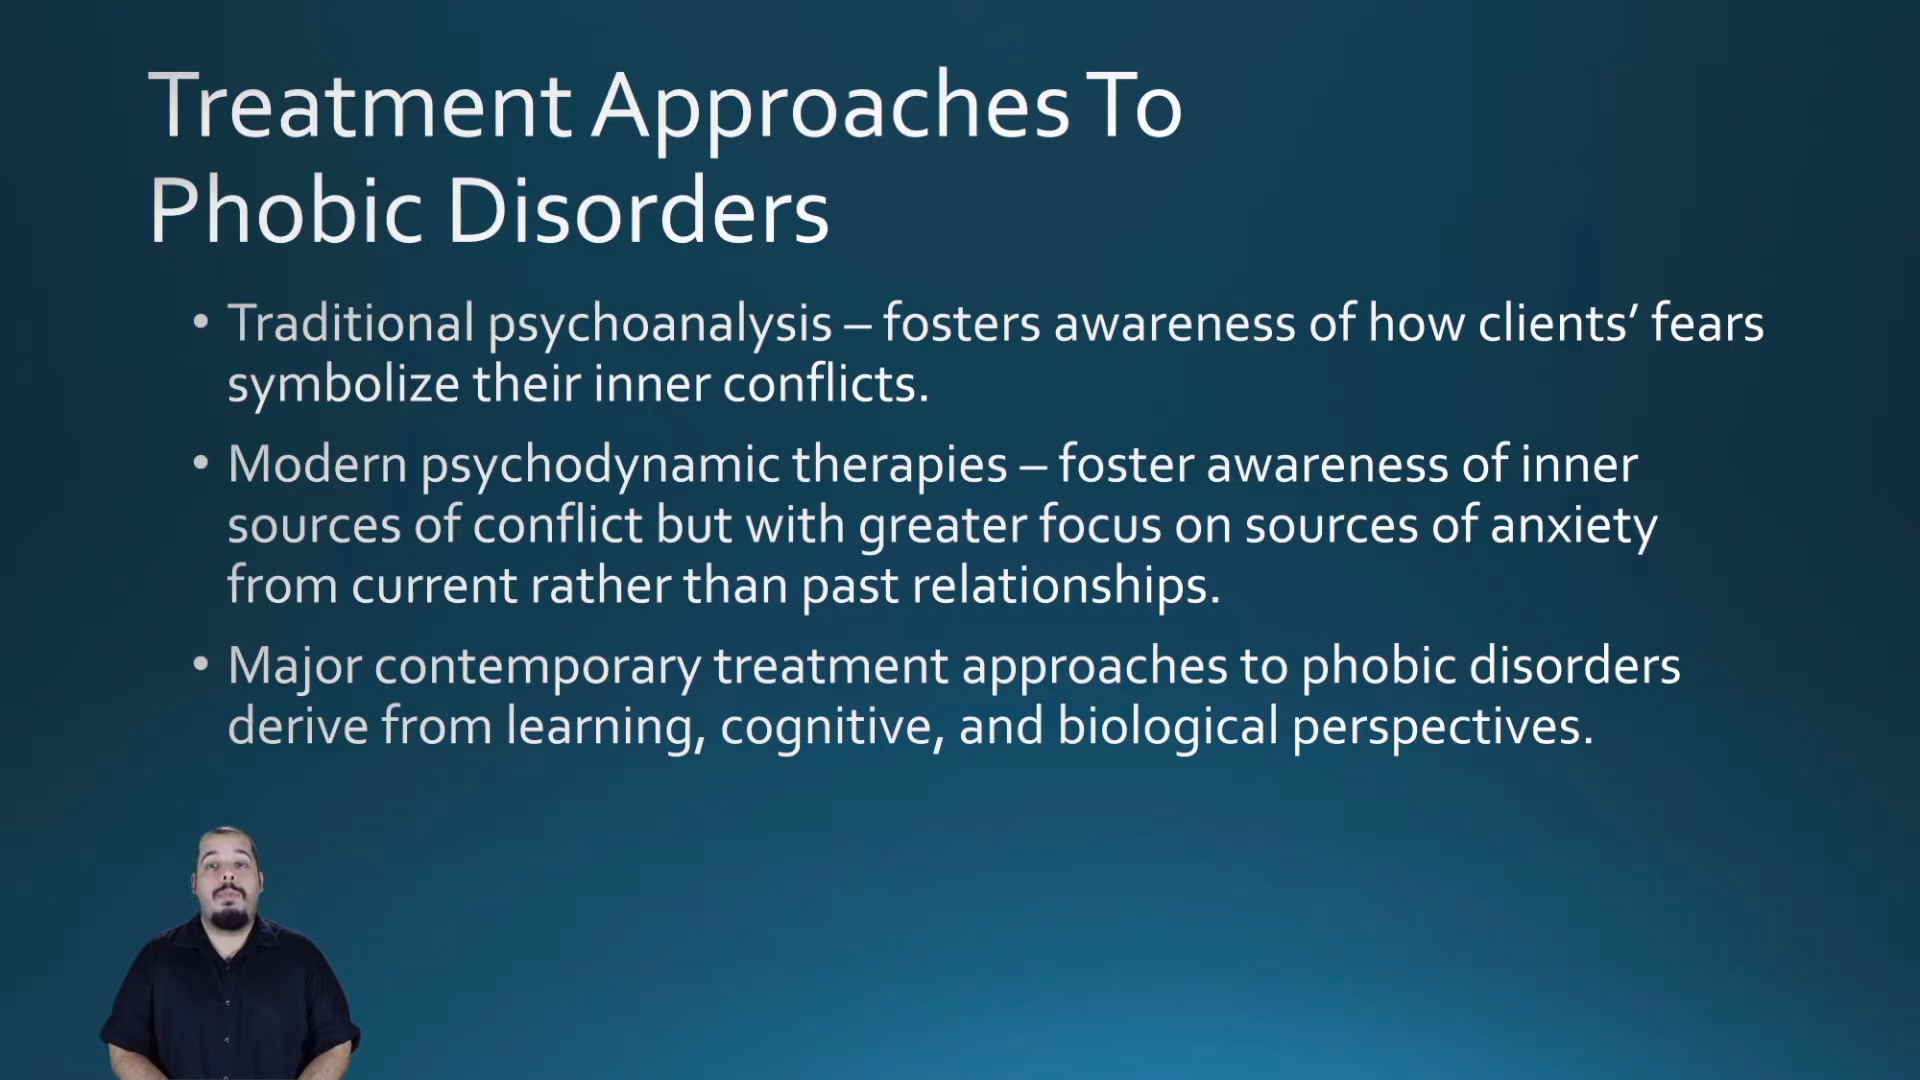 Treatment Approaches To
Phobic Disorders
• Traditional psychoanalysis – fosters awareness of how clients’ fears
symbolize their inner conflicts.
• Modern psychodynamic therapies – foster awareness of inner
sources of conflict but with greater focus on sources of anxiety
from current rather than past relationships.
• Major contemporary treatment approaches to phobic disorders
derive from learning, cognitive, and biological perspectives.